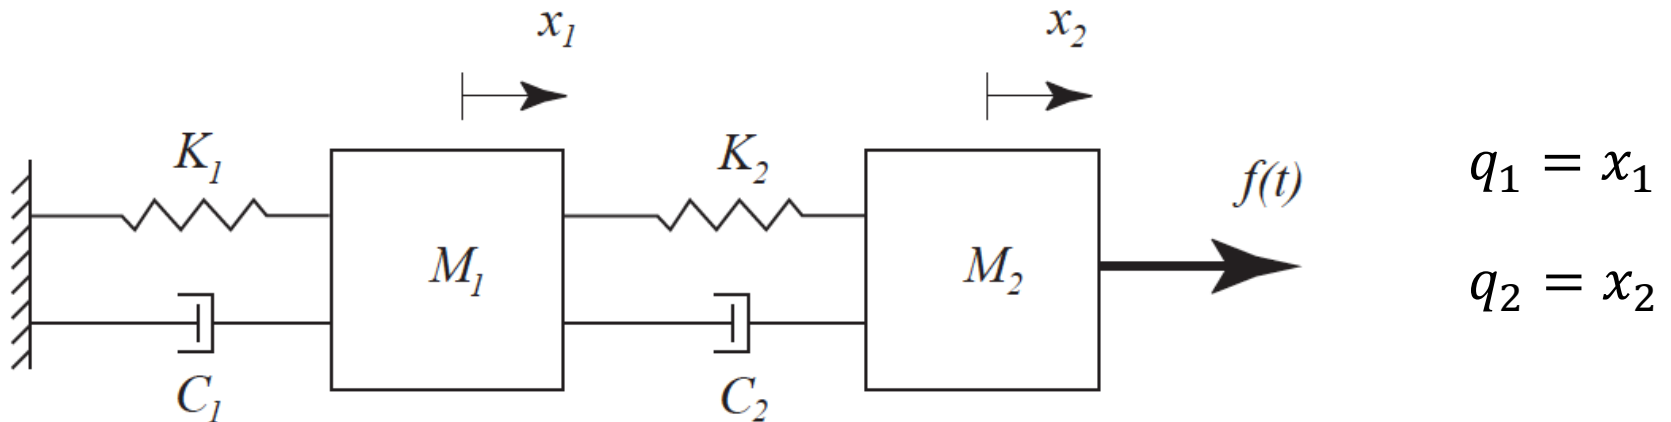 x₁
x₂
K₁
K₂
f(t)
q₁ = x₁
M₁
M₂
q₂ = x₂
C₁
C₂